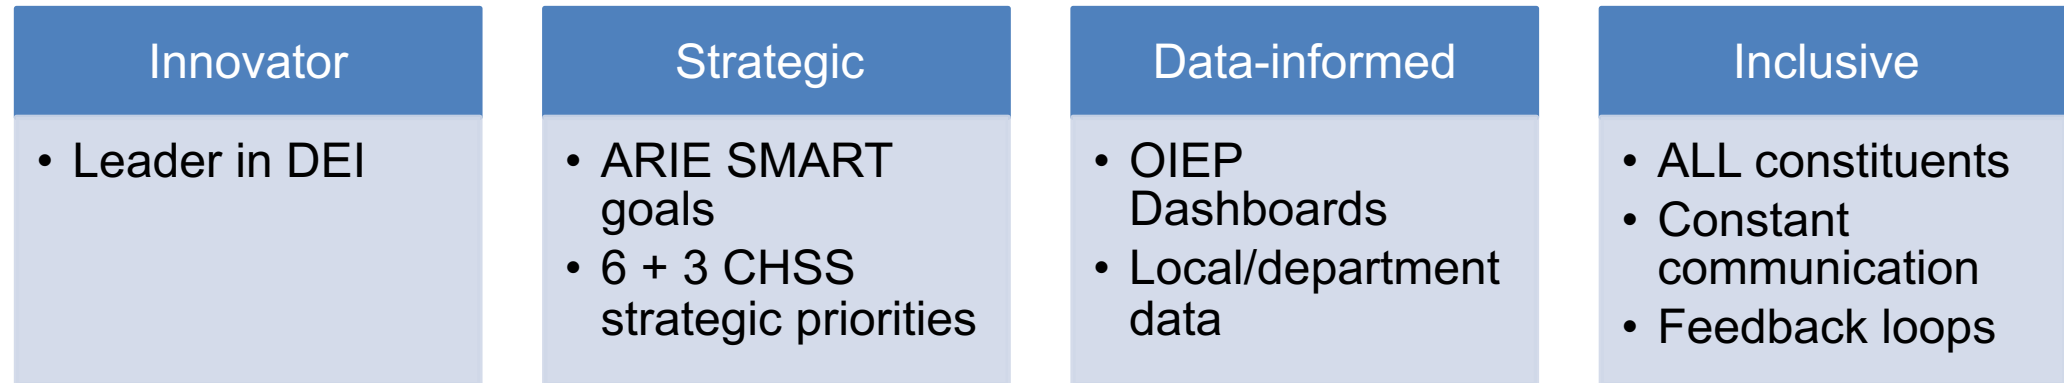 Innovator
• Leader in DEI
Strategic
• ARIE SMART
goals
• 6 + 3 CHSS
strategic priorities
Data-informed
• OIEP
Dashboards
• Local/department
data
Inclusive
• ALL constituents
• Constant
communication
• Feedback loops